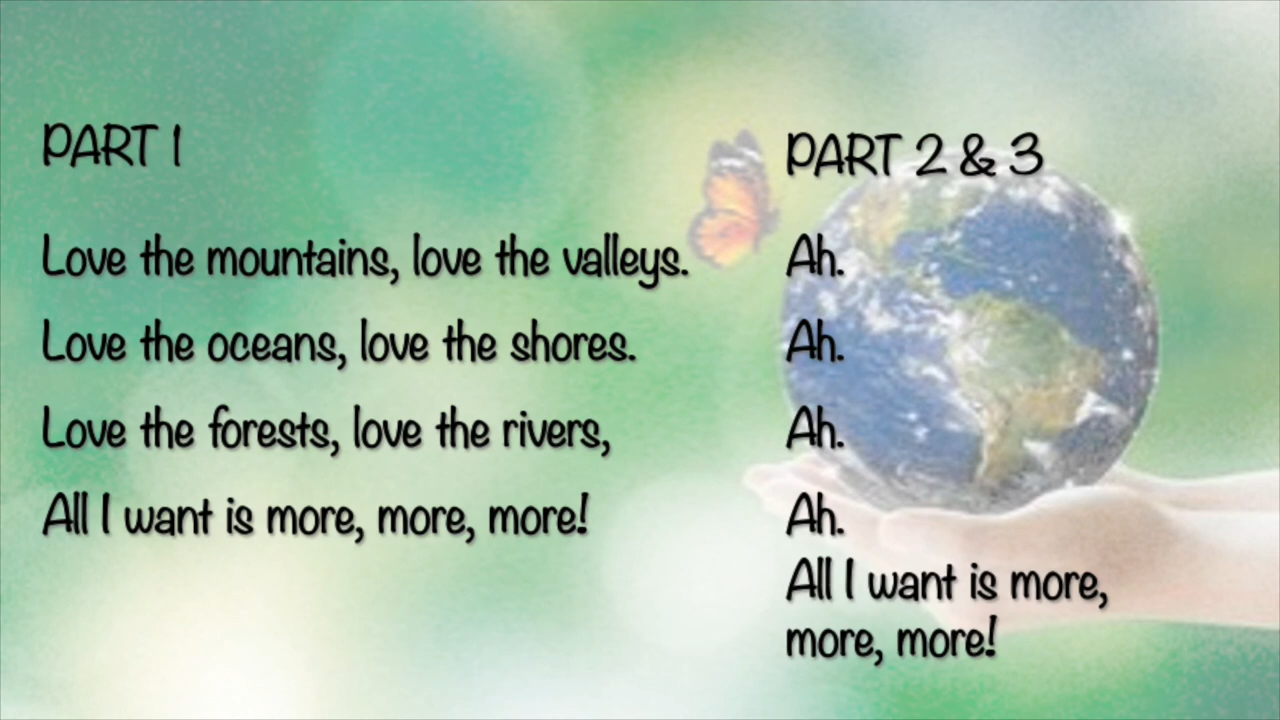 PART 1
Love the mountains, love the valleys.
Love the oceans, love the shores.
Love the forests, love the rivers,
All I want is more, more, more!
PART 2 & 3
Ah.
Ah.
Ah.
Ah.
All I want is more,
more, more!